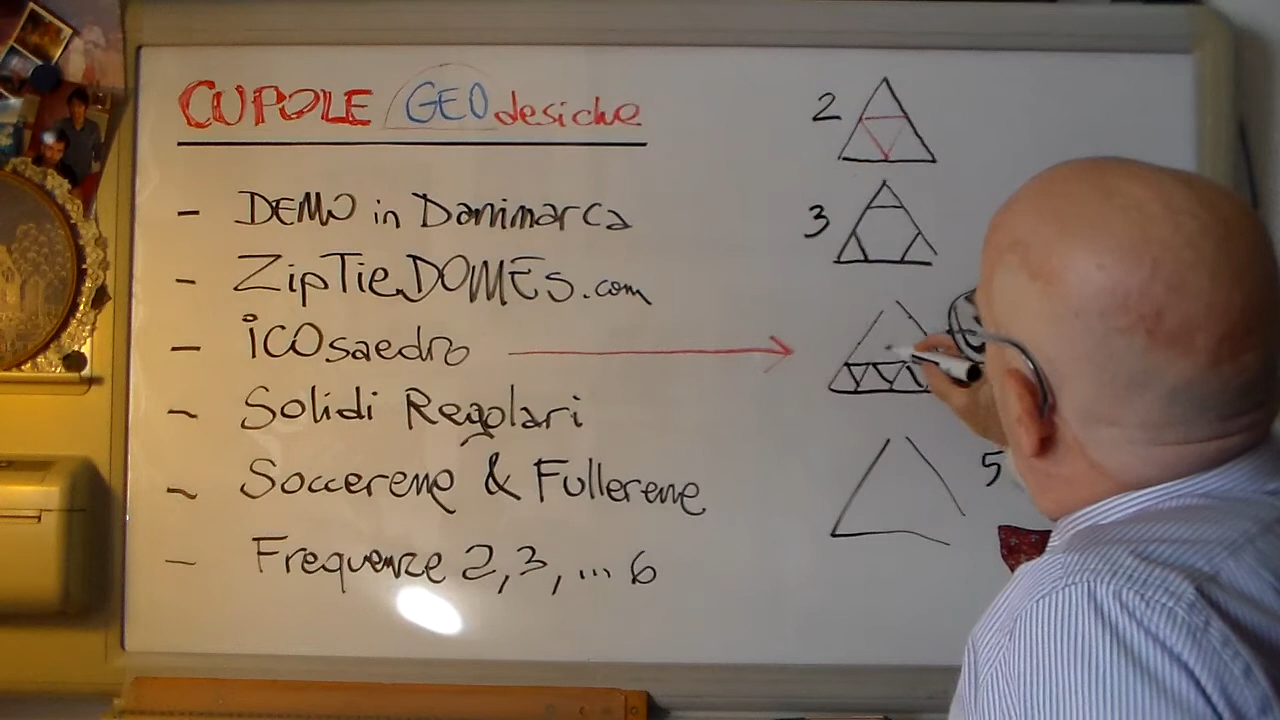 CUPOLE GEOdesiche
- DEMO in Danimarca
- ZipTieDOMES.com
- iCOsaedro
- Solidi Regolari
- Soccerene & Fullerene
- Frequenze 2,3, ... 6
2
3
5